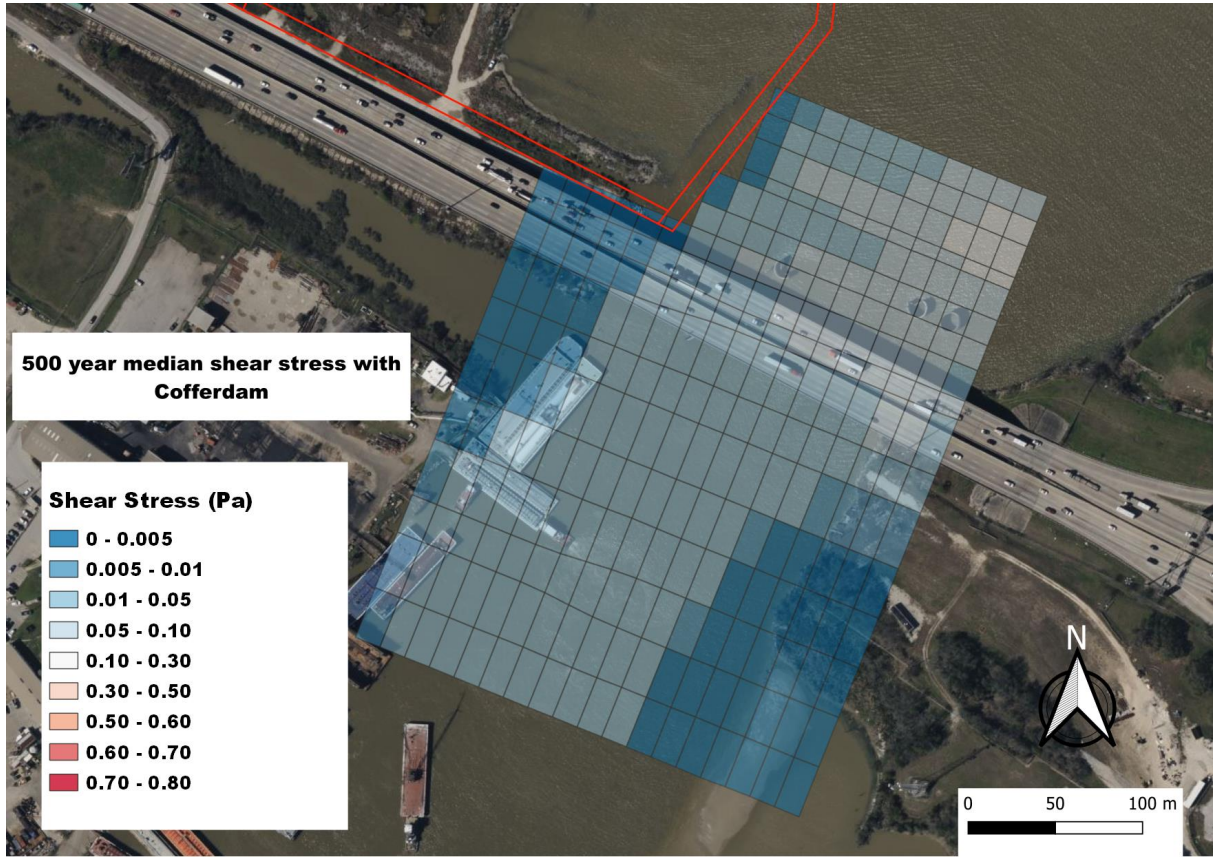 500 year median shear stress with
Cofferdam
Shear Stress (Pa)
0 - 0.005
0.005 - 0.01
0.01 - 0.05
0.05 - 0.10
0.10 - 0.30
0.30 - 0.50
0.50 - 0.60
0.60 - 0.70
0.70 - 0.80
N
0 50 100 m